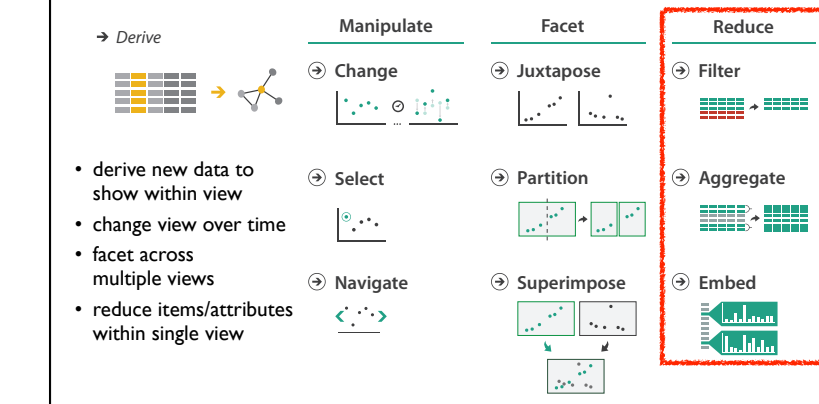 → Derive
• derive new data to
show within view
• change view over time
• facet across
multiple views
• reduce items/attributes
within single view
Manipulate
Change
...
Select
Navigate
Facet
Juxtapose
Partition
Superimpose
Reduce
Filter
Aggregate
Embed